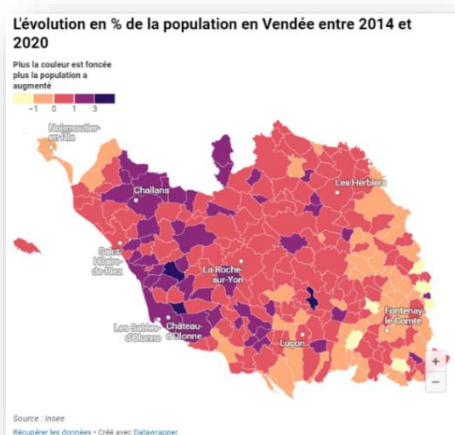 L'évolution en % de la population en Vendée entre 2014 et
2020
Plus la couleur est foncée
plus la population a
augmenté
-1 0 1 3
Noirmoutier-
en-l'Île
Challans
Les Herbiers
Saint-
Hilaire-
de-Riez
La Roche-
sur-Yon
Les Sables-
d'Olonne
Château-
d'Olonne
Luçon
Fontenay-
le-Comte
+
−
Source : Insee
Récupérer les données • Créé avec Datawrapper